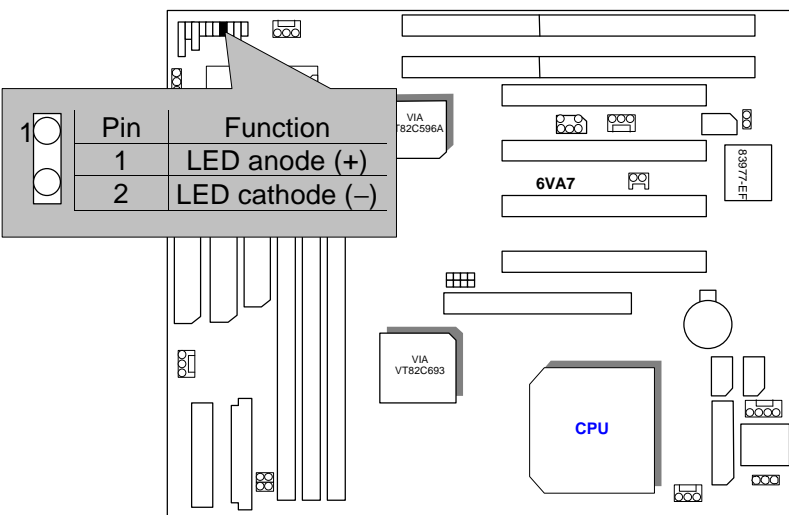 1
Pin Function
1 LED anode (+)
2 LED cathode (−)
VIA
T82C596A
6VA7
83977-EF
VIA
VT82C693
CPU